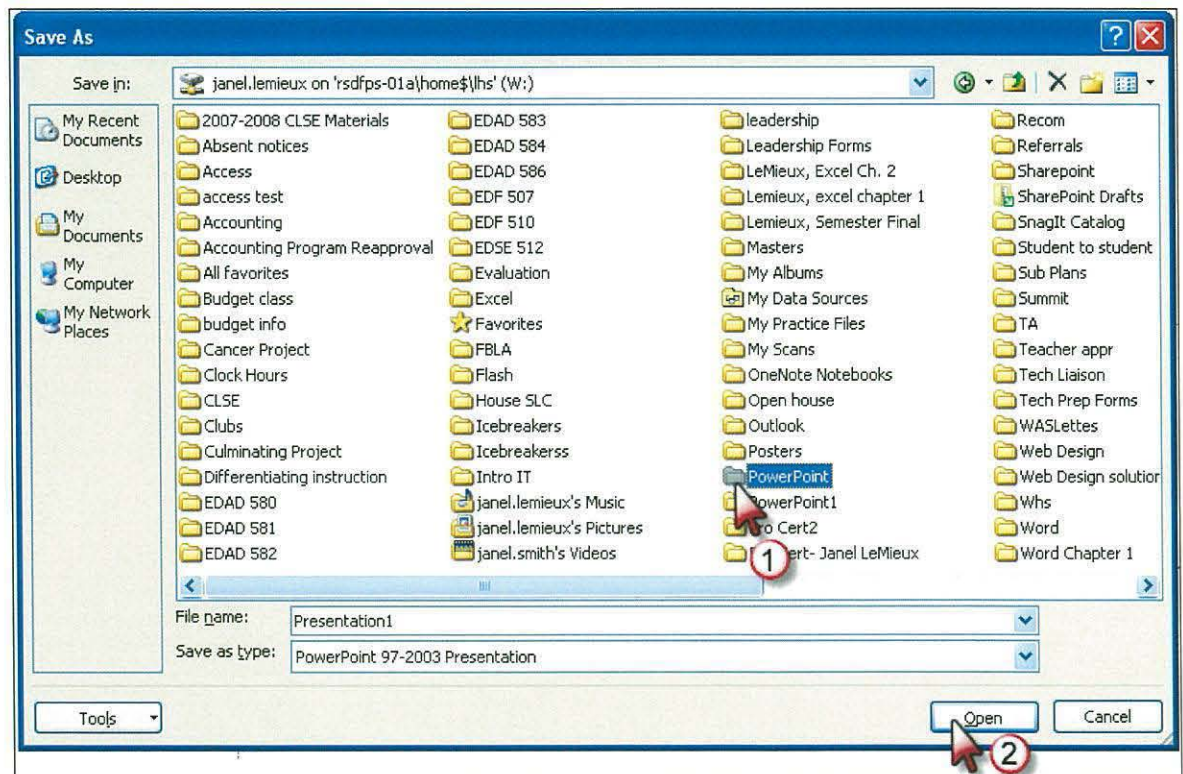 Save As
Save in:
janel.lemieux on 'rsdfps-01a\home$\lhs' (W:)
My Recent
Documents
Desktop
My
Documents
My
Computer
My Network
Places
2007-2008 CLSE Materials
Absent notices
Access
access test
Accounting
Accounting Program Reapproval
All favorites
Budget class
budget info
Cancer Project
Clock Hours
CLSE
Clubs
Culminating Project
Differentiating instruction
EDAD 580
EDAD 581
EDAD 582
EDAD 583
EDAD 584
EDAD 586
EDF 507
EDF 510
EDSE 512
Evaluation
Excel
Favorites
FBLA
Flash
House SLC
Icebreakers
Icebreakerss
Intro IT
janel.lemieux's Music
janel.lemieux's Pictures
janel.smith's Videos
leadership
Leadership Forms
LeMieux, Excel Ch. 2
Lemieux, excel chapter 1
Lemieux, Semester Final
Masters
My Albums
My Data Sources
My Practice Files
My Scans
OneNote Notebooks
Open house
Outlook
Posters
PowerPoint
PowerPoint1
Cert2
Janel LeMieux
Recom
Referrals
Sharepoint
SharePoint Drafts
SnagIt Catalog
Student to student
Sub Plans
Summit
TA
Teacher appr
Tech Liaison
Tech Prep Forms
WASLettes
Web Design
Web Design solution
Whs
Word
Word Chapter 1
1
File name:
Presentation1
Save as type:
PowerPoint 97-2003 Presentation
Tools
Open
Cancel
2